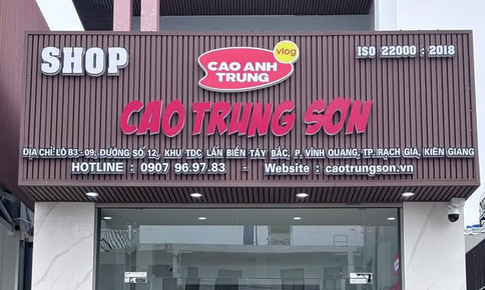 SHOP
CAO ANH
TRUNG
vlog
ISO 22000 : 2018
CAO TRUNG SƠN
ĐỊA CHỈ: LÔ B3 - 09, ĐƯỜNG SỐ 12, KHU TDC LẤN BIỂN TÂY BẮC, P. VĨNH QUANG, TP. RẠCH GIÁ, KIÊN GIANG
HOTLINE : 0907 96.97.83 - Website : caotrungson.vn